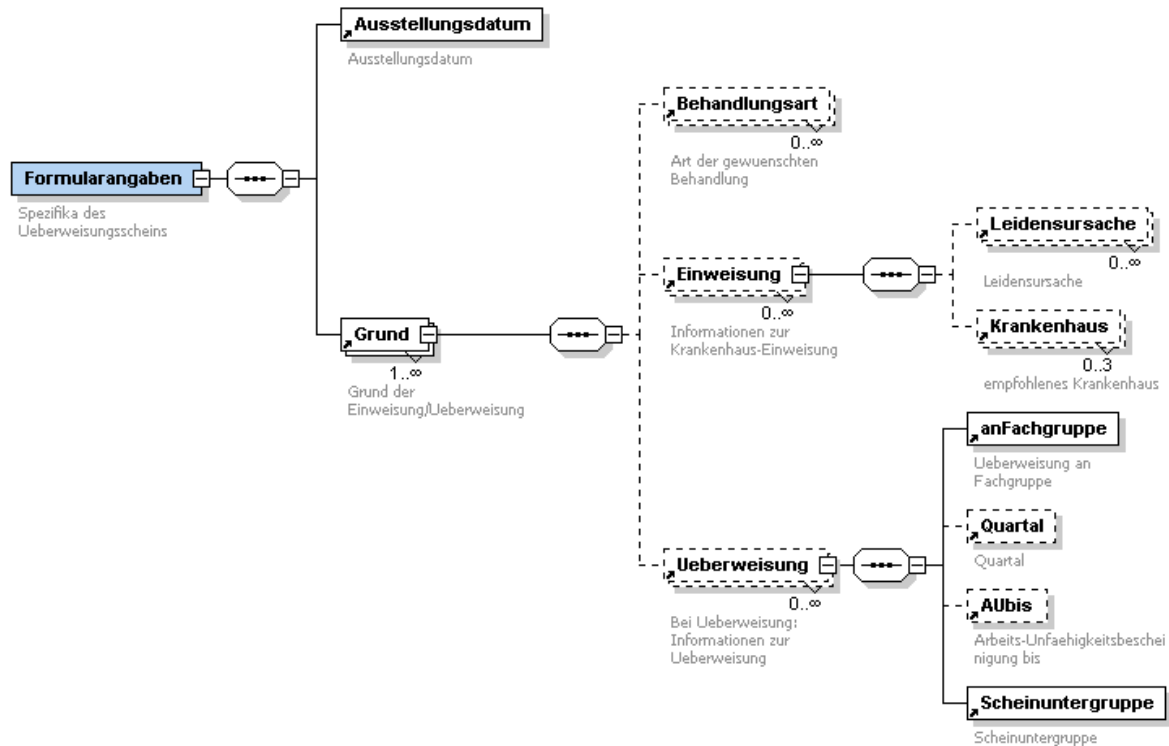 Ausstellungsdatum
Ausstellungsdatum
Formularangaben
Spezifika des
Ueberweisungsscheins
Grund
1..∞
Grund der
Einweisung/Ueberweisung
Behandlungsart
0..∞
Art der gewuenschten
Behandlung
Einweisung
0..∞
Informationen zur
Krankenhaus-Einweisung
Leidensursache
0..∞
Leidensursache
Krankenhaus
0..3
empfohlenes Krankenhaus
Ueberweisung
0..∞
Bei Ueberweisung:
Informationen zur
Ueberweisung
anFachgruppe
Ueberweisung an
Fachgruppe
Quartal
Quartal
AUbis
Arbeits-Unfaehigkeitsbeschei
nigung bis
Scheinuntergruppe
Scheinuntergruppe